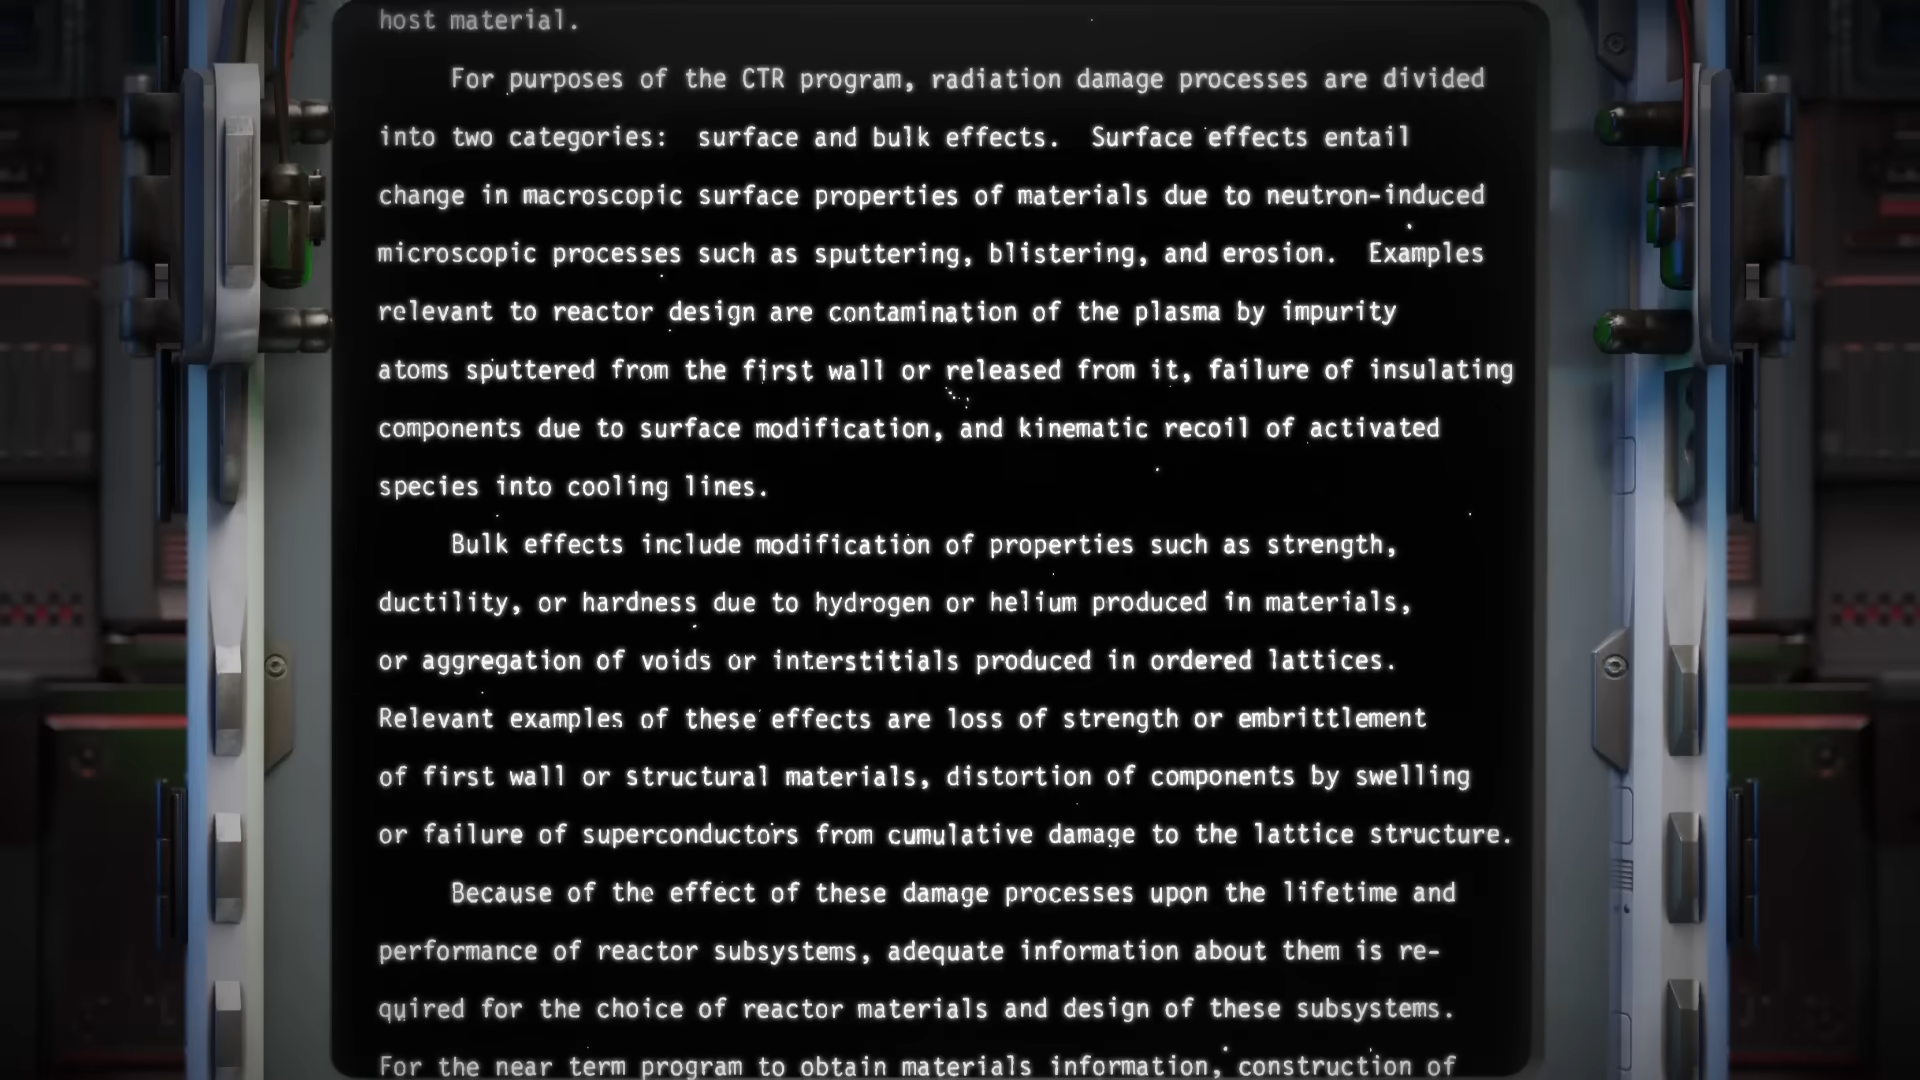 host material.
For purposes of the CTR program, radiation damage processes are divided
into two categories:  surface and bulk effects.  Surface effects entail
change in macroscopic surface properties of materials due to neutron-induced
microscopic processes such as sputtering, blistering, and erosion.  Examples
relevant to reactor design are contamination of the plasma by impurity
atoms sputtered from the first wall or released from it, failure of insulating
components due to surface modification, and kinematic recoil of activated
species into cooling lines.
Bulk effects include modification of properties such as strength,
ductility, or hardness due to hydrogen or helium produced in materials,
or aggregation of voids or interstitials produced in ordered lattices.
Relevant examples of these effects are loss of strength or embrittlement
of first wall or structural materials, distortion of components by swelling
or failure of superconductors from cumulative damage to the lattice structure.
Because of the effect of these damage processes upon the lifetime and
performance of reactor subsystems, adequate information about them is re-
quired for the choice of reactor materials and design of these subsystems.
For the near term program to obtain materials information, construction of